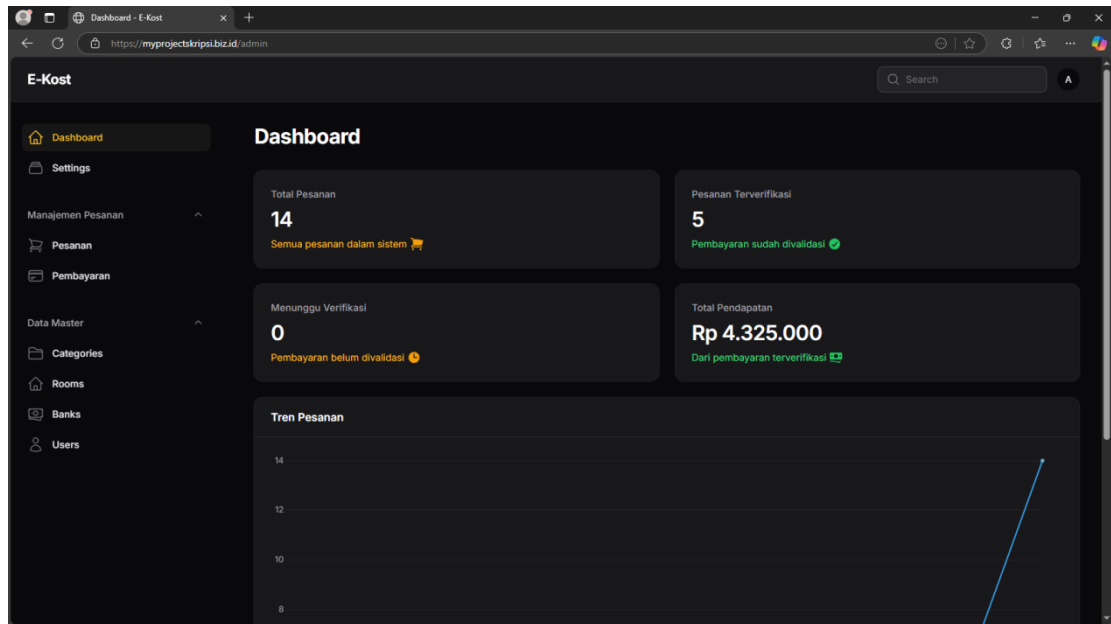 Dashboard - E-Kost
https://myprojectskripsi.biz.id/admin
E-Kost
Search
A
Dashboard
Settings
Manajemen Pesanan
Pesanan
Pembayaran
Data Master
Categories
Rooms
Banks
Users
Dashboard
Total Pesanan
14
Semua pesanan dalam sistem
Pesanan Terverifikasi
5
Pembayaran sudah divalidasi
Menunggu Verifikasi
0
Pembayaran belum divalidasi
Total Pendapatan
Rp 4.325.000
Dari pembayaran terverifikasi
Tren Pesanan
14
12
10
8